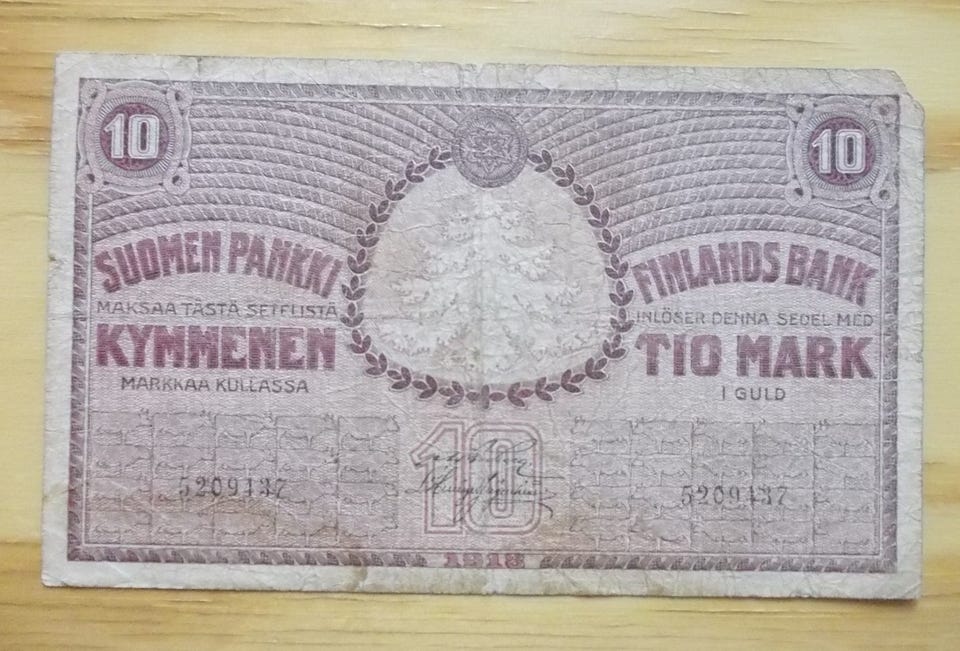 10
10
SUOMEN PANKKI
MAKSAA TÄSTÄ SETELISTÄ
KYMMENEN
MARKKAA KULLASSA
FINLANDS BANK
INLÖSER DENNA SEDEL MED
TIO MARK
I GULD
10
5209137
5209137
1918